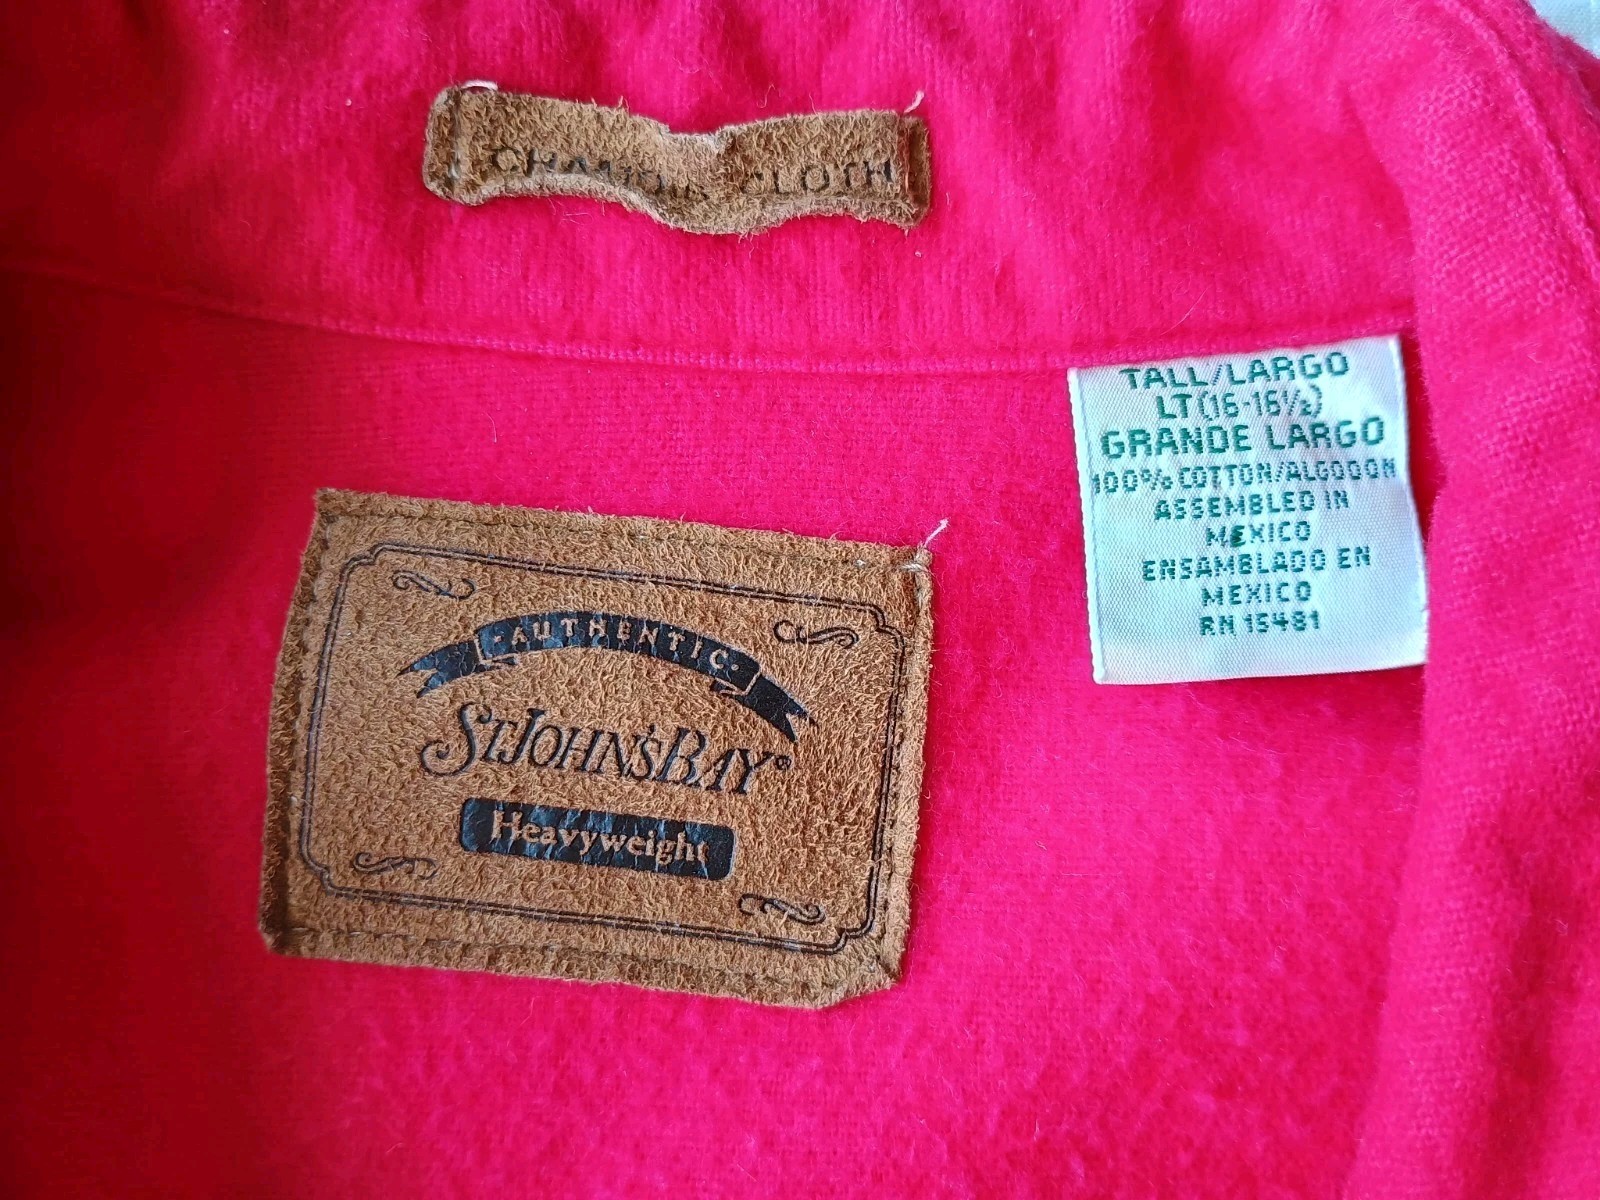 CHAMOIS CLOTH
TALL/LARGO
LT (16-16½)
GRANDE LARGO
100% COTTON/ALGODON
ASSEMBLED IN
MEXICO
ENSAMBLADO EN
MEXICO
RN 15481
·AUTHENTIC·
ST. JOHN'S BAY®
Heavyweight